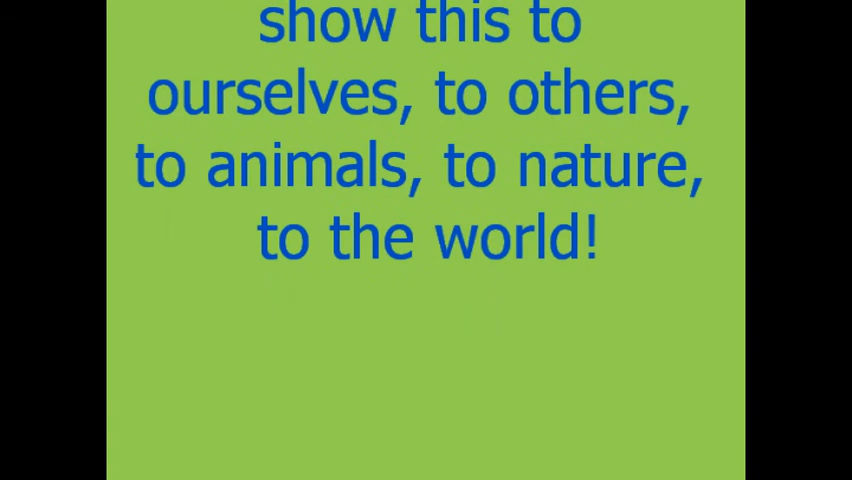 show this to
ourselves, to others,
to animals, to nature,
to the world!